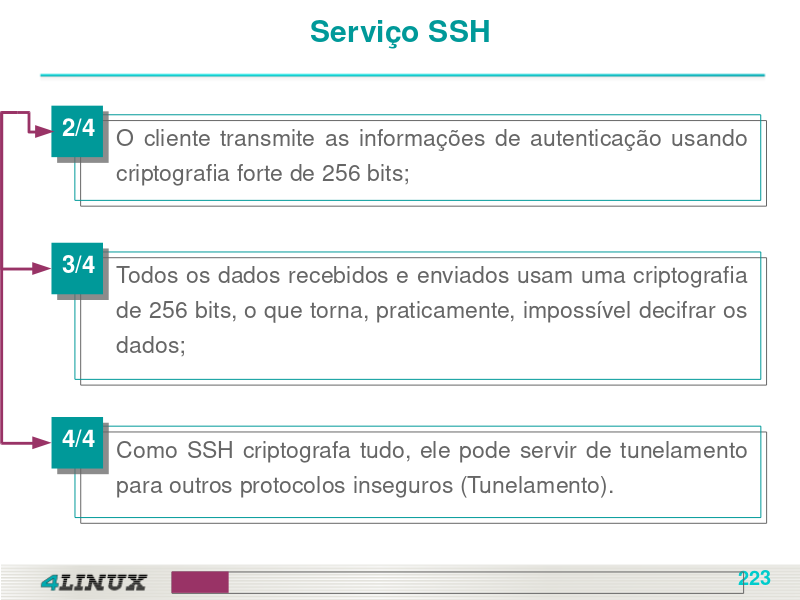 Serviço SSH
2/4
O cliente transmite as informações de autenticação usando
criptografia forte de 256 bits;
3/4
Todos os dados recebidos e enviados usam uma criptografia
de 256 bits, o que torna, praticamente, impossível decifrar os
dados;
4/4
Como SSH criptografa tudo, ele pode servir de tunelamento
para outros protocolos inseguros (Tunelamento).
4LINUX
223